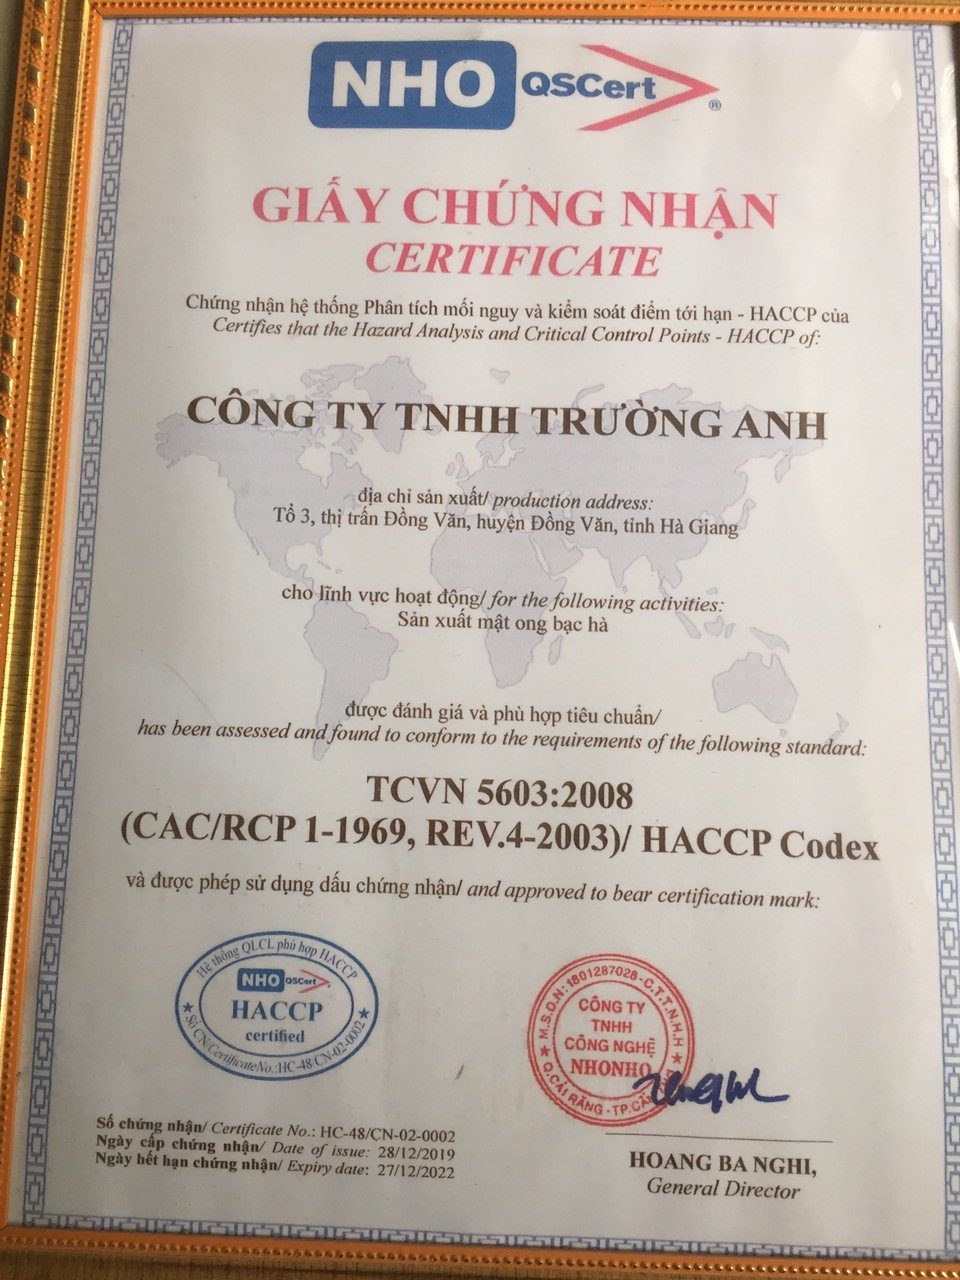 NHO QSCert ®
GIẤY CHỨNG NHẬN
CERTIFICATE
Chứng nhận hệ thống Phân tích mối nguy và kiểm soát điểm tới hạn - HACCP của
Certifies that the Hazard Analysis and Critical Control Points - HACCP of:
CÔNG TY TNHH TRƯỜNG ANH
địa chỉ sản xuất/ production address:
Tổ 3, thị trấn Đồng Văn, huyện Đồng Văn, tỉnh Hà Giang
cho lĩnh vực hoạt động/ for the following activities:
Sản xuất mật ong bạc hà
được đánh giá và phù hợp tiêu chuẩn/
has been assessed and found to conform to the requirements of the following standard:
TCVN 5603:2008
(CAC/RCP 1-1969, REV.4-2003)/ HACCP Codex
và được phép sử dụng dấu chứng nhận/ and approved to bear certification mark:
Hệ thống QLCL phù hợp HACCP
NHO QSCert
HACCP
certified
Số CN/CertificateNo.:HC-48/CN-02-0002
M.S.D.N:1801287028-C.T.T.N.H.H
CÔNG TY
TNHH
CÔNG NGHỆ
NHONHO
Q.CÁI RĂNG-TP.CẦ
Số chứng nhận/ Certificate No.: HC-48/CN-02-0002
Ngày cấp chứng nhận/ Date of issue: 28/12/2019
Ngày hết hạn chứng nhận/ Expiry date: 27/12/2022
HOANG BA NGHI,
General Director